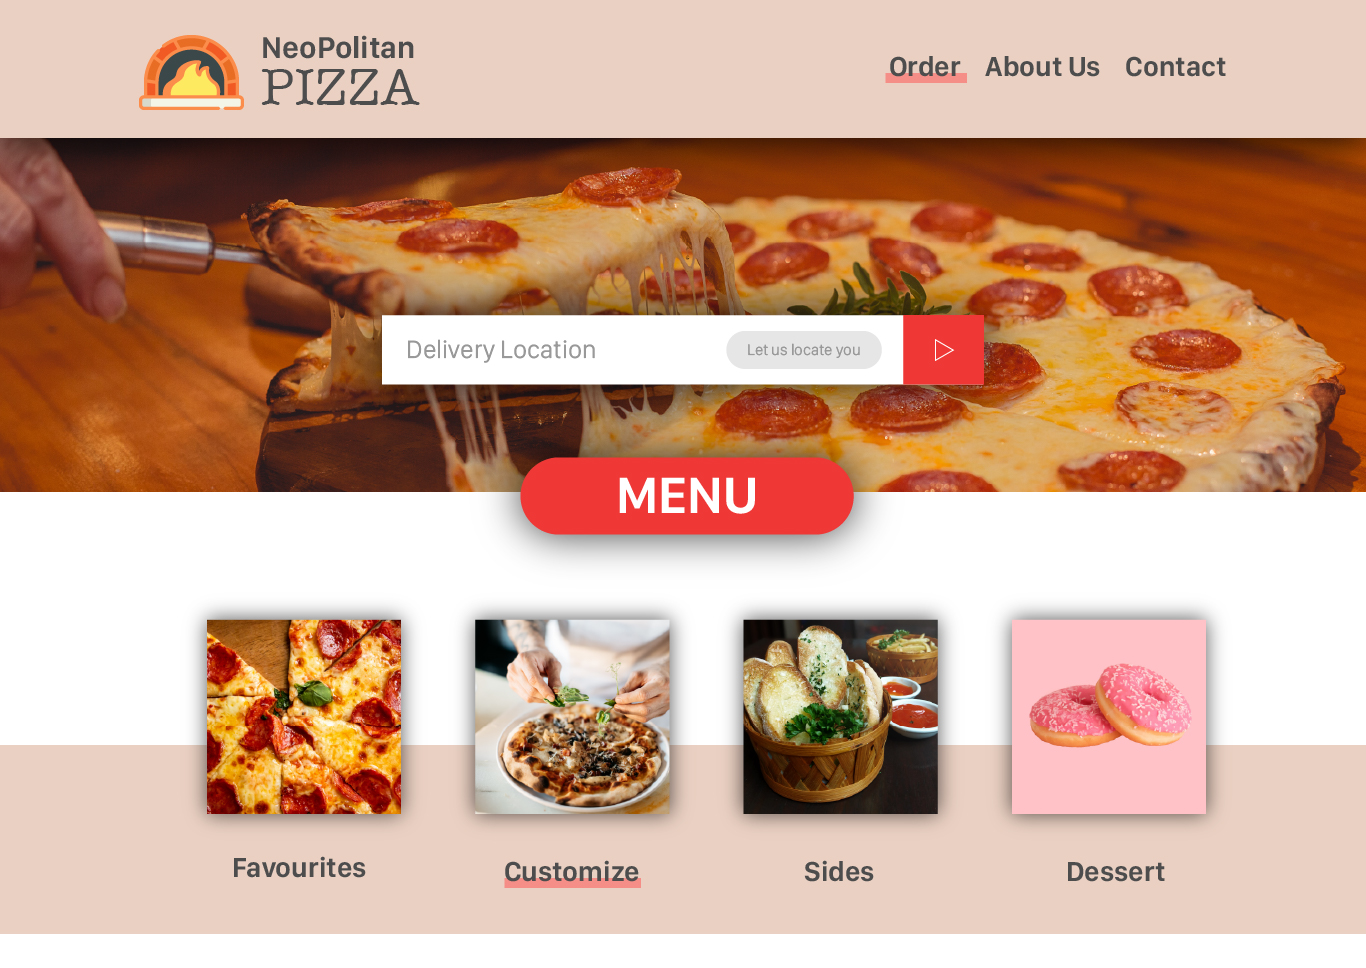 NeoPolitan
PIZZA
Order About Us Contact
Delivery Location Let us locate you
MENU
Favourites Customize Sides Dessert